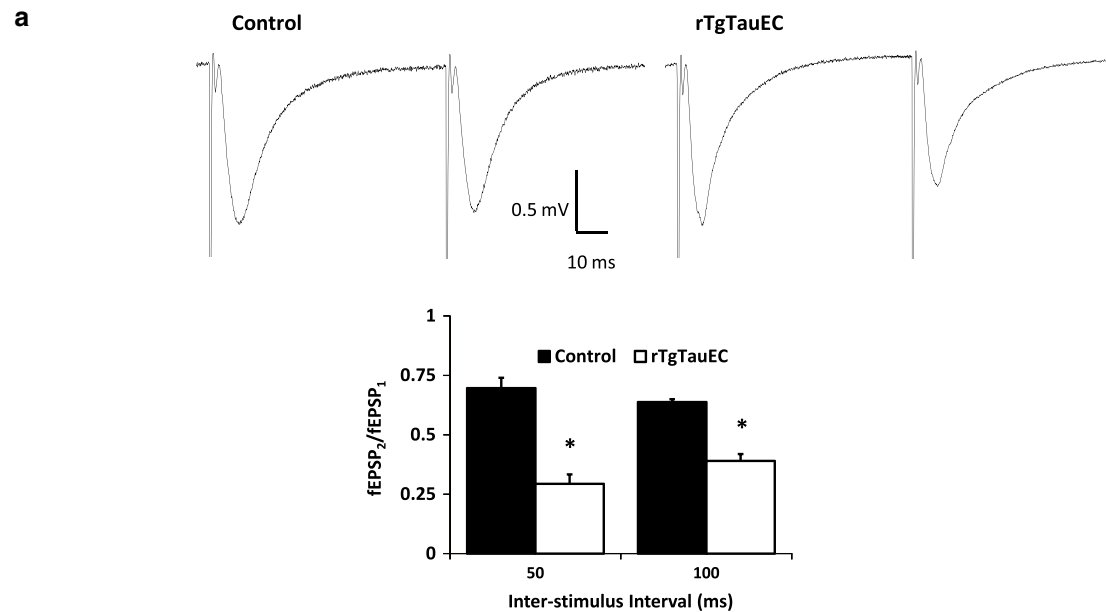 a
Control rTgTauEC
0.5 mV
10 ms
1
Control rTgTauEC
0.75
0.5
0.25
0
fEPSP2/fEPSP1
* *
50 100
Inter-stimulus Interval (ms)